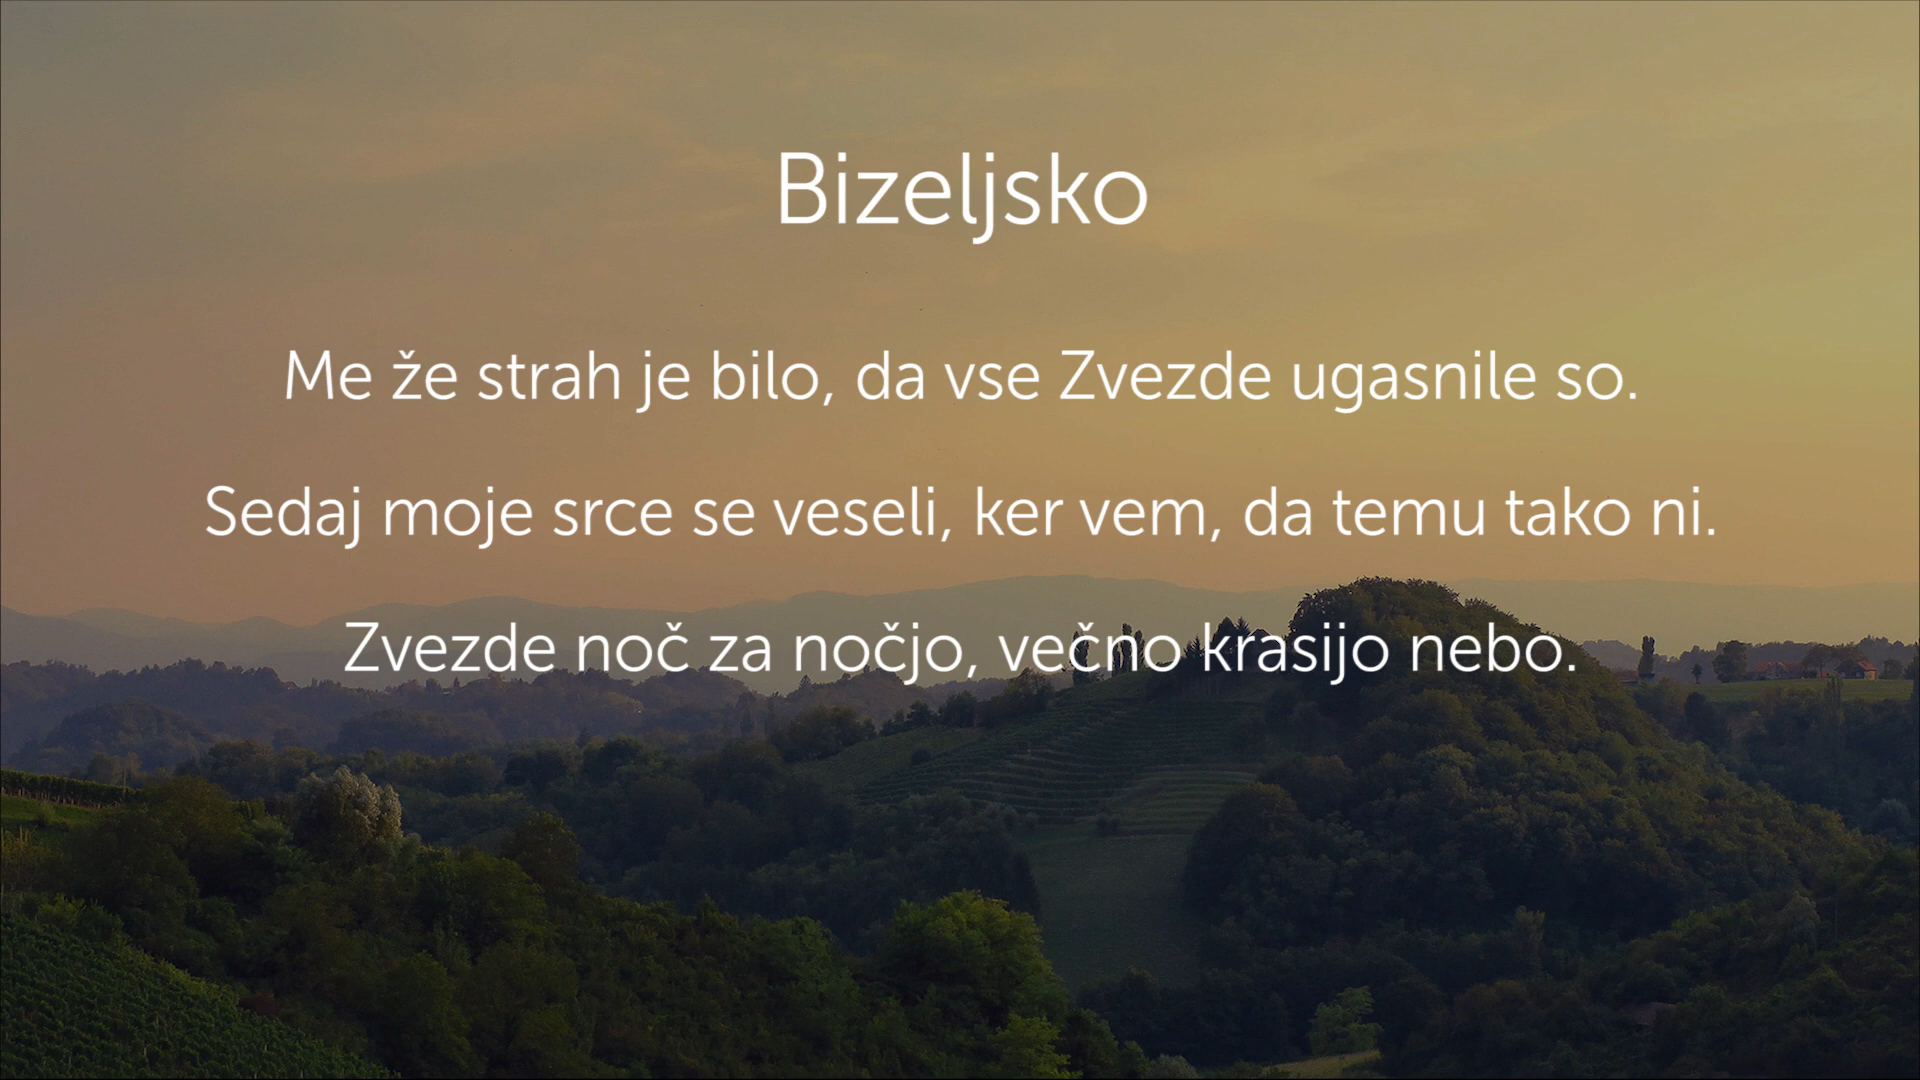 Bizeljsko
Me že strah je bilo, da vse Zvezde ugasnile so.
Sedaj moje srce se veseli, ker vem, da temu tako ni.
Zvezde noč za nočjo, večno krasijo nebo.